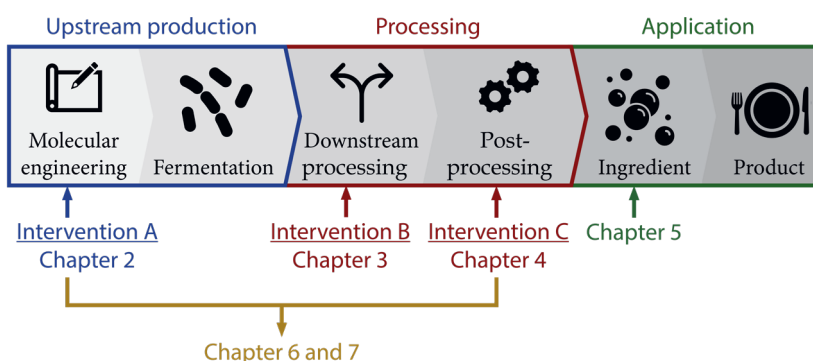 Upstream production
Processing
Application
Molecular
engineering
Fermentation
Downstream
processing
Post-
processing
Ingredient
Product
Intervention A
Chapter 2
Intervention B
Chapter 3
Intervention C
Chapter 4
Chapter 5
Chapter 6 and 7